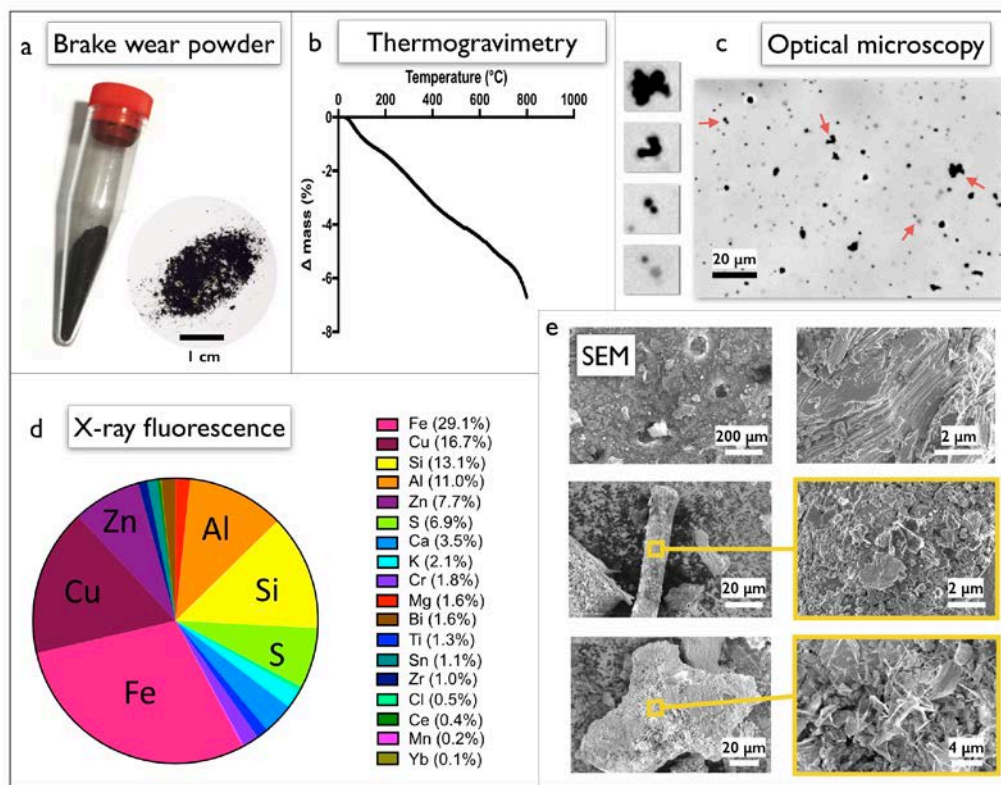 a
Brake wear powder
1 cm
b
Thermogravimetry
Temperature (°C)
0 200 400 600 800 1000
0
-2
-4
-6
-8
Δ mass (%)
c
Optical microscopy
20 µm
d
X-ray fluorescence
Zn
Al
Cu
Si
S
Fe
Fe (29.1%)
Cu (16.7%)
Si (13.1%)
Al (11.0%)
Zn (7.7%)
S (6.9%)
Ca (3.5%)
K (2.1%)
Cr (1.8%)
Mg (1.6%)
Bi (1.6%)
Ti (1.3%)
Sn (1.1%)
Zr (1.0%)
Cl (0.5%)
Ce (0.4%)
Mn (0.2%)
Yb (0.1%)
e
SEM
200 µm
2 µm
20 µm
2 µm
20 µm
4 µm